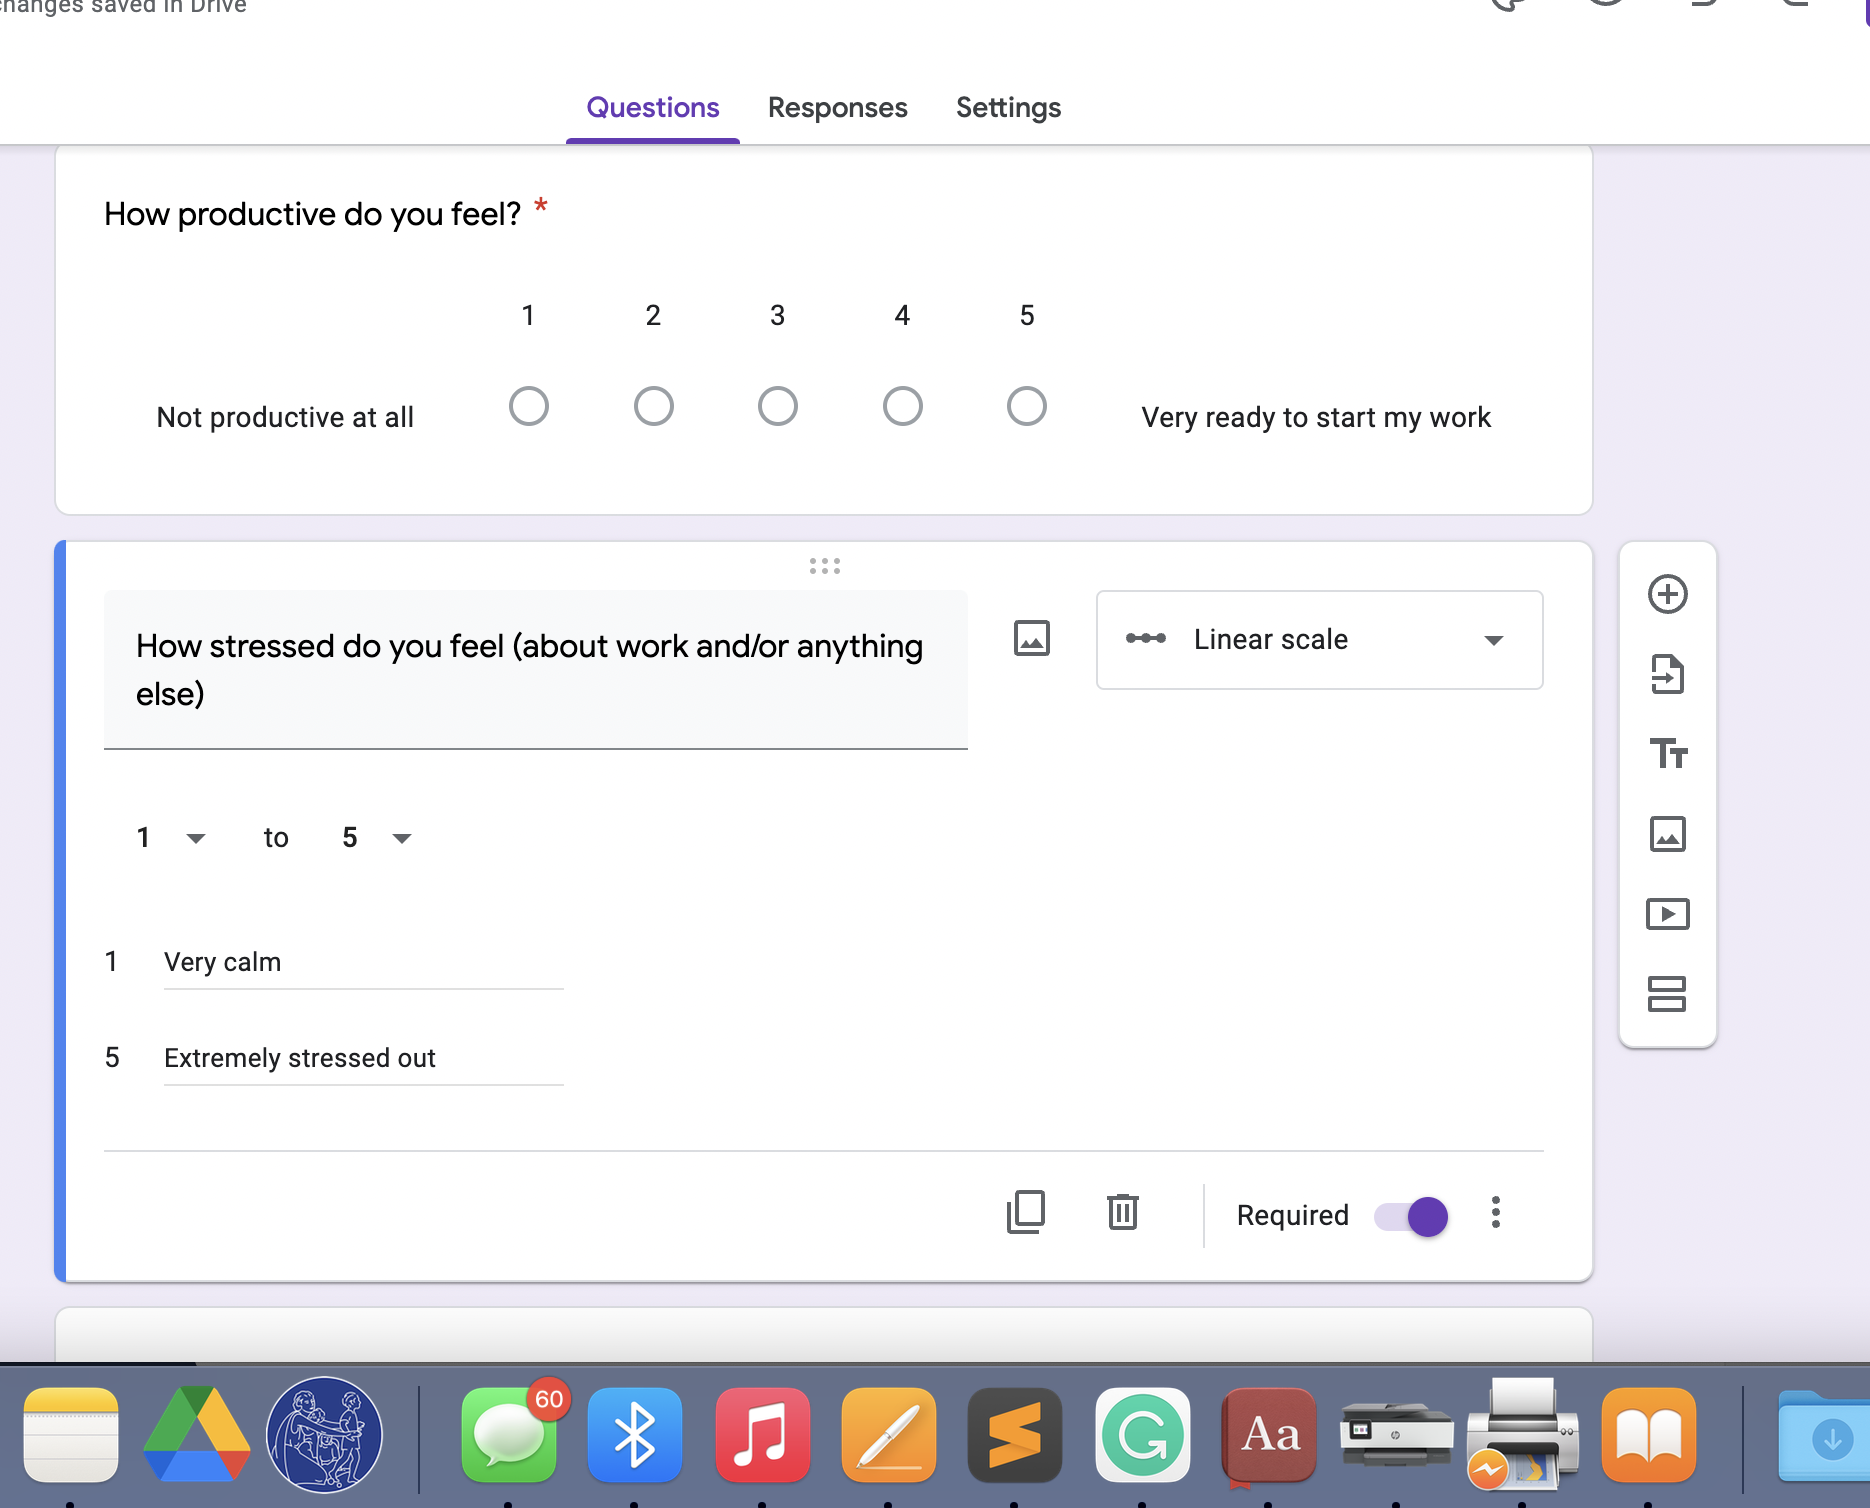 changes saved in Drive
Questions Responses Settings
How productive do you feel? *
1 2 3 4 5
Not productive at all Very ready to start my work
How stressed do you feel (about work and/or anything
else)
Linear scale
1 to 5
1 Very calm
5 Extremely stressed out
Required
60
Aa